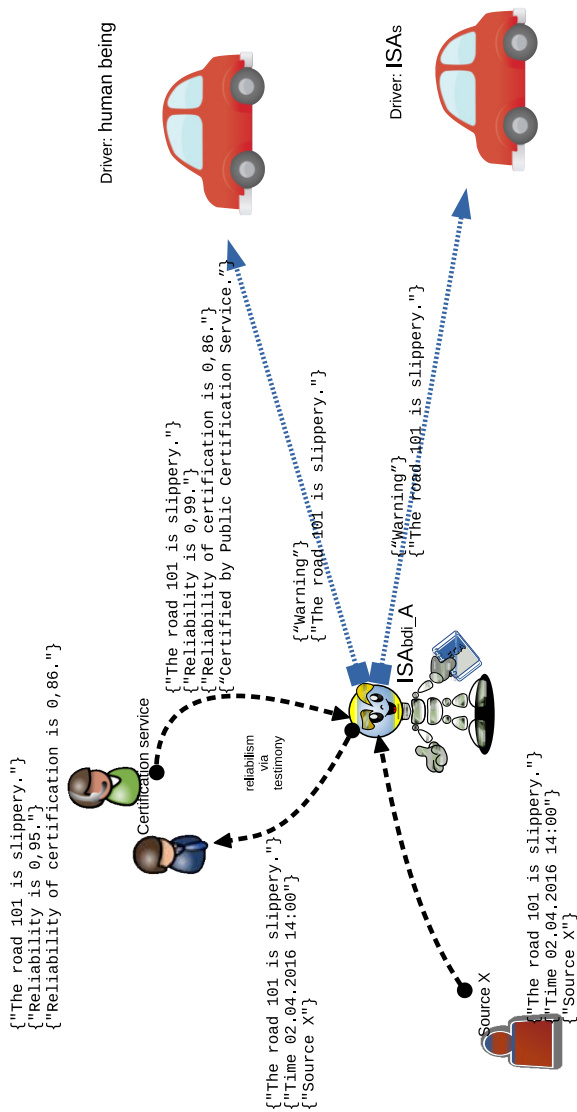 {"The road 101 is slippery."}
{"Reliability is 0,95."}
{"Reliability of certification is 0,86."}
Certification service
Driver: human being
{"The road 101 is slippery."}
{"Reliability is 0,99."}
{"Reliability of certification is 0,86."}
{“Certified by Public Certification Service.”}
reliabilism
via
testimony
{"The road 101 is slippery."}
{"Time 02.04.2016 14:00"}
{"Source X"}
{“Warning”}
{"The road 101 is slippery."}
Driver: ISAs
{“Warning”}
{"The road 101 is slippery."}
ISAbdi_A
Source X
{"The road 101 is slippery."}
{"Time 02.04.2016 14:00"}
{"Source X"}